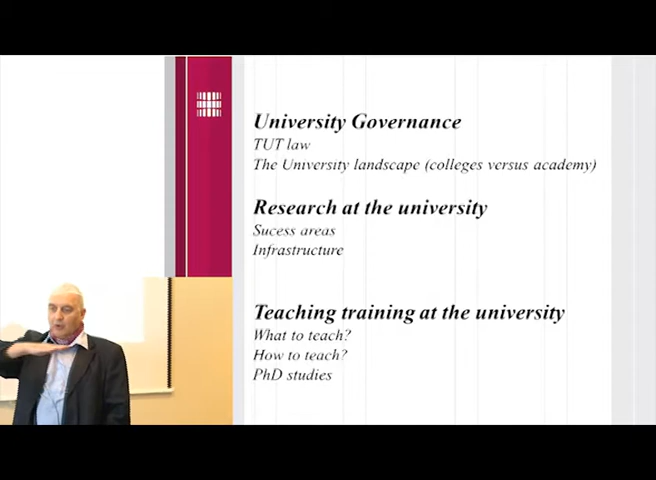 University Governance
TUT law
The University landscape (colleges versus academy)
Research at the university
Sucess areas
Infrastructure
Teaching training at the university
What to teach?
How to teach?
PhD studies